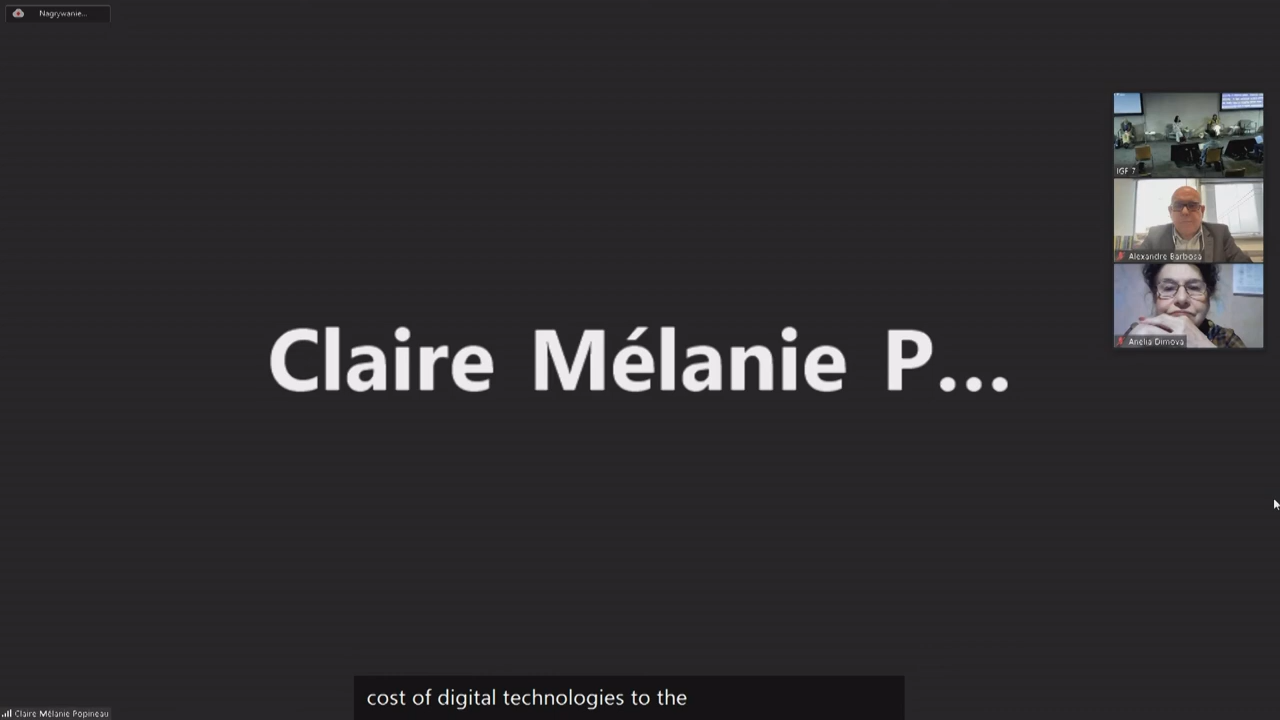 Nagrywanie...
IGF 7
Alexandre Barbosa
Anelia Dimova
Claire Mélanie P...
cost of digital technologies to the
Claire Mélanie Popineau